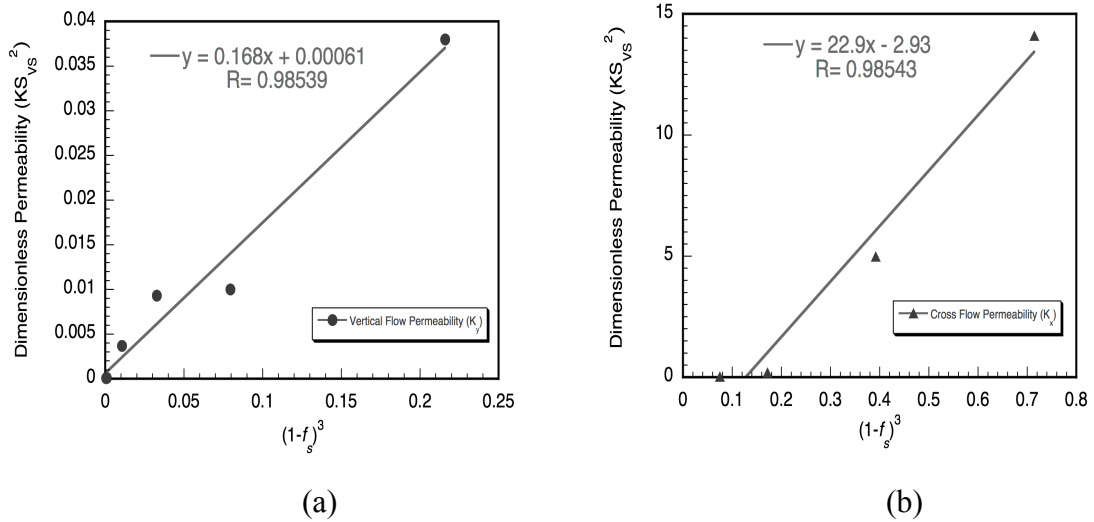 Dimensionless Permeability (KS_VS^2)
0.04
0.035
0.03
0.025
0.02
0.015
0.01
0.005
0
y = 0.168x + 0.00061
R= 0.98539
Vertical Flow Permeability (K_y)
0 0.05 0.1 0.15 0.2 0.25
(1-f_s)^3
(a)
Dimensionless Permeability (KS_VS^2)
15
10
5
0
y = 22.9x - 2.93
R= 0.98543
Cross Flow Permeability (K_x)
0 0.1 0.2 0.3 0.4 0.5 0.6 0.7 0.8
(1-f_s)^3
(b)